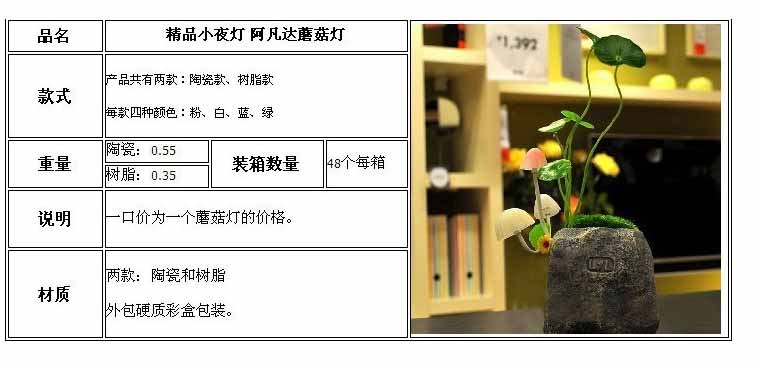 品名
精品小夜灯 阿凡达蘑菇灯
款式
产品共有两款：陶瓷款、树脂款
每款四种颜色：粉、白、蓝、绿
重量
陶瓷：0.55
树脂：0.35
装箱数量
48个每箱
说明
一口价为一个蘑菇灯的价格。
材质
两款：陶瓷和树脂
外包硬质彩盒包装。
¥1,392